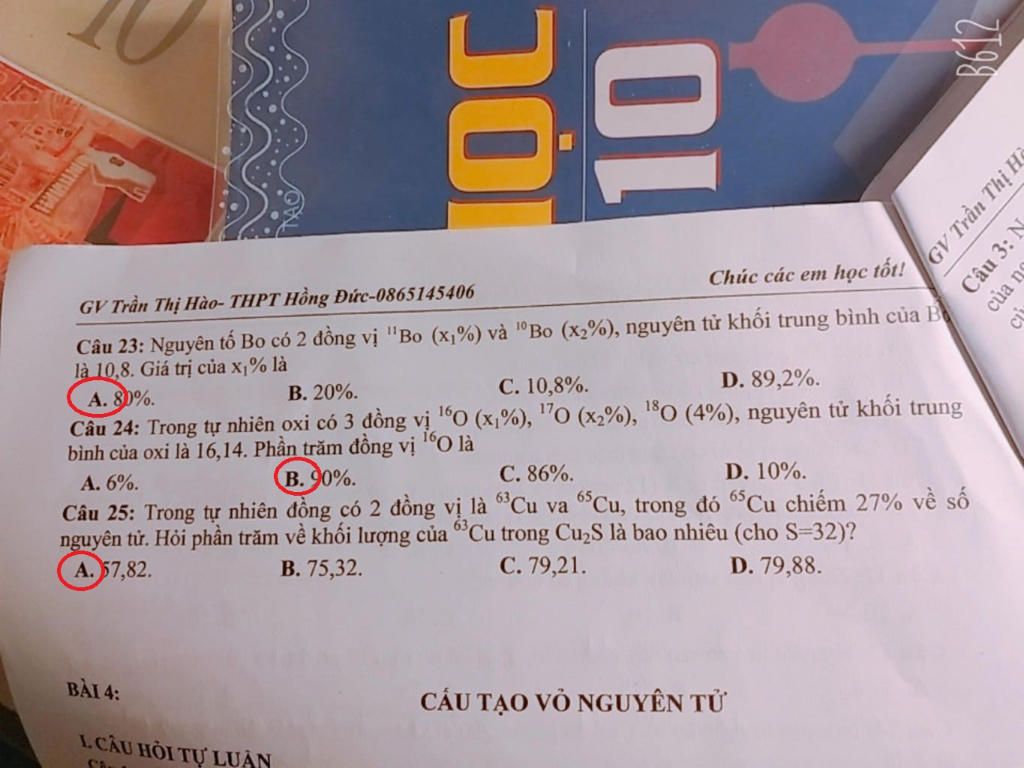 10
TẠO
HỌC
10
B612
GV Trần Thị Hào- THPT Hồng Đức-0865145406
Chúc các em học tốt!
Câu 23: Nguyên tố Bo có 2 đồng vị ¹¹Bo (x₁%) và ¹⁰Bo (x₂%), nguyên tử khối trung bình của Bo
là 10,8. Giá trị của x₁% là
A. 80%. B. 20%. C. 10,8%. D. 89,2%.
Câu 24: Trong tự nhiên oxi có 3 đồng vị ¹⁶O (x₁%), ¹⁷O (x₂%), ¹⁸O (4%), nguyên tử khối trung
bình của oxi là 16,14. Phần trăm đồng vị ¹⁶O là
A. 6%. B. 90%. C. 86%. D. 10%.
Câu 25: Trong tự nhiên đồng có 2 đồng vị là ⁶³Cu va ⁶⁵Cu, trong đó ⁶⁵Cu chiếm 27% về số
nguyên tử. Hỏi phần trăm về khối lượng của ⁶³Cu trong Cu₂S là bao nhiêu (cho S=32)?
A. 57,82. B. 75,32. C. 79,21. D. 79,88.
BÀI 4:
CẤU TẠO VỎ NGUYÊN TỬ
I. CÂU HỎI TỰ LUẬN
GV Trần Thị Hà
Câu 3:
của